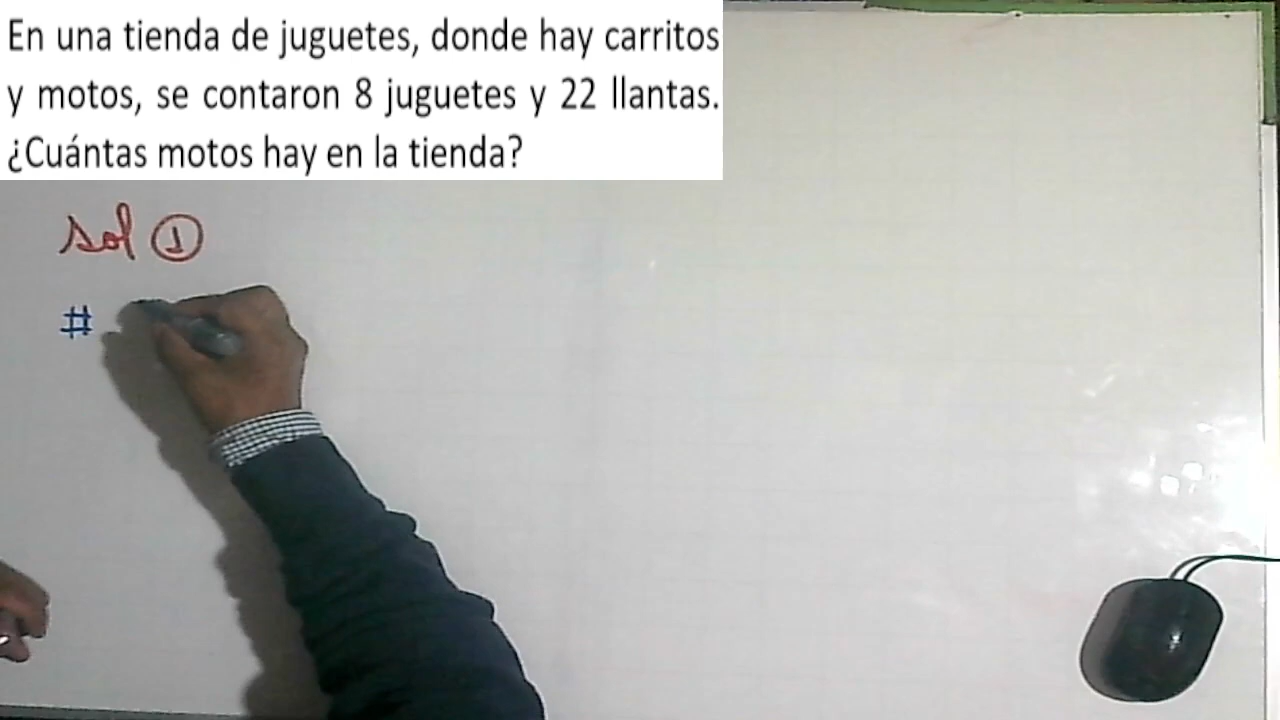 En una tienda de juguetes, donde hay carritos
y motos, se contaron 8 juguetes y 22 llantas.
¿Cuántas motos hay en la tienda?
sol ①
#